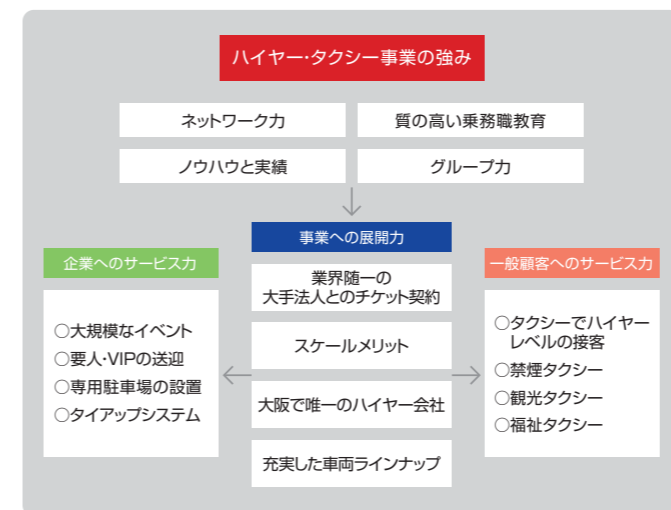 ハイヤー・タクシー事業の強み
ネットワーク力
質の高い乗務職教育
ノウハウと実績
グループ力
事業への展開力
業界随一の
大手法人とのチケット契約
スケールメリット
大阪で唯一のハイヤー会社
充実した車両ラインナップ
企業へのサービス力
○大規模なイベント
○要人・VIPの送迎
○専用駐車場の設置
○タイアップシステム
一般顧客へのサービス力
○タクシーでハイヤー
レベルの接客
○禁煙タクシー
○観光タクシー
○福祉タクシー